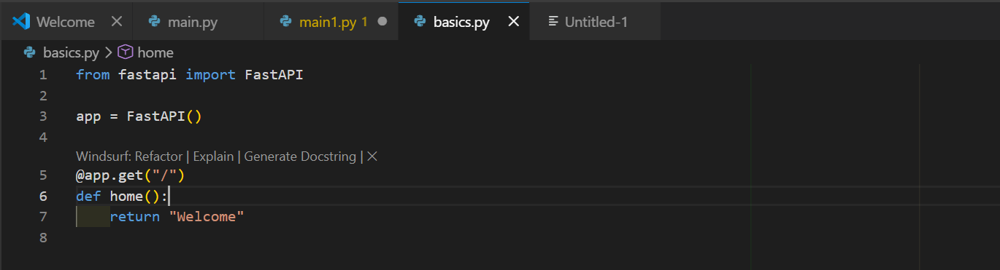 Welcome main.py main1.py 1 basics.py Untitled-1
basics.py > home
1 from fastapi import FastAPI
2
3 app = FastAPI()
4
Windsurf: Refactor | Explain | Generate Docstring | ×
5 @app.get("/")
6 def home():
7 return "Welcome"
8